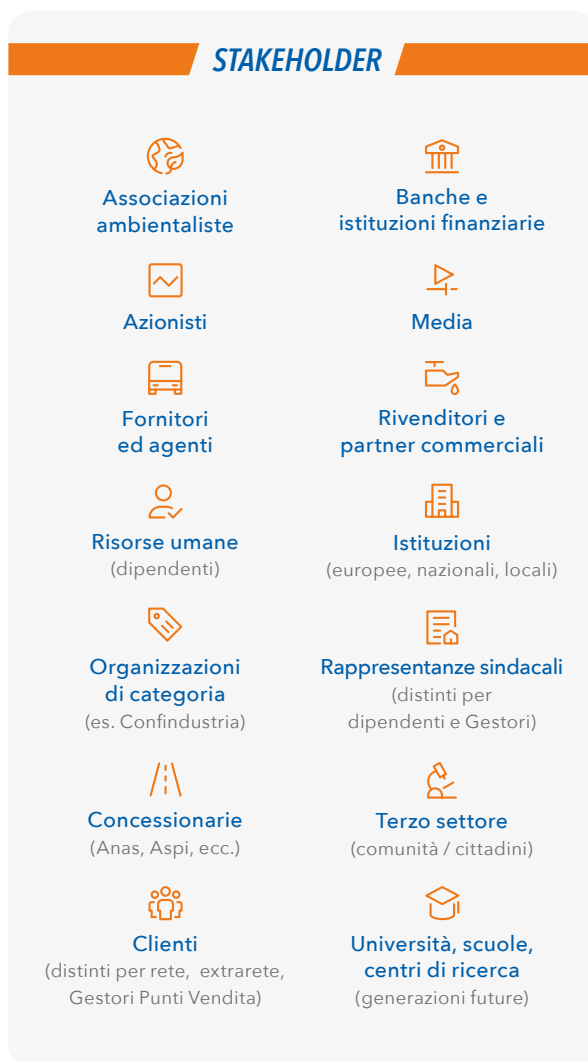 STAKEHOLDER
Associazioni
ambientaliste
Banche e
istituzioni finanziarie
Azionisti
Media
Fornitori
ed agenti
Rivenditori e
partner commerciali
Risorse umane
(dipendenti)
Istituzioni
(europee, nazionali, locali)
Organizzazioni
di categoria
(es. Confindustria)
Rappresentanze sindacali
(distinti per
dipendenti e Gestori)
Concessionarie
(Anas, Aspi, ecc.)
Terzo settore
(comunità / cittadini)
Clienti
(distinti per rete, extrarete,
Gestori Punti Vendita)
Università, scuole,
centri di ricerca
(generazioni future)